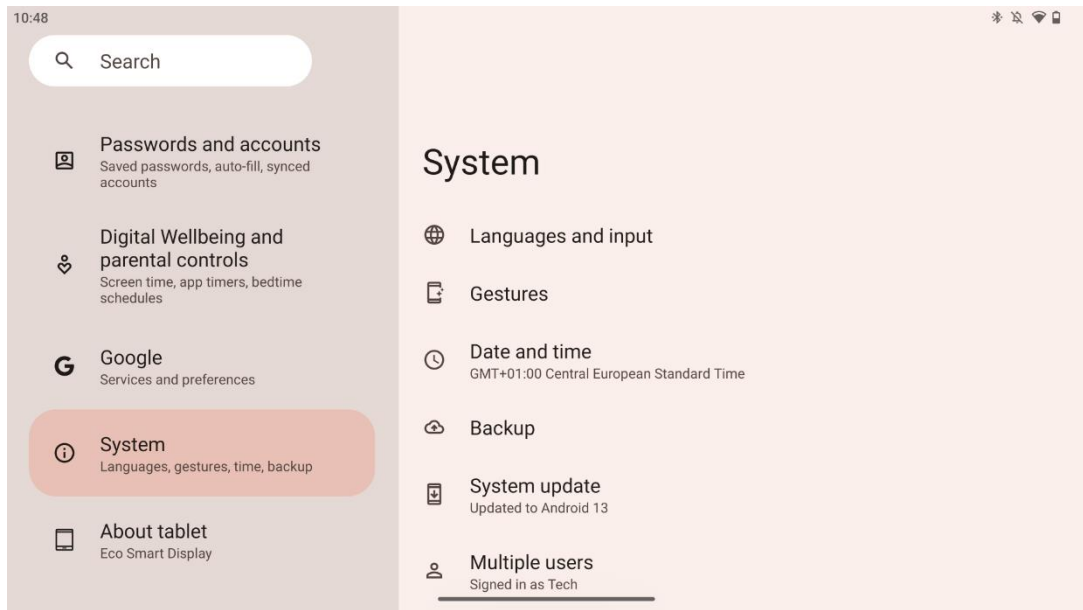 10:48
Search
Passwords and accounts
Saved passwords, auto-fill, synced
accounts
Digital Wellbeing and
parental controls
Screen time, app timers, bedtime
schedules
Google
Services and preferences
System
Languages, gestures, time, backup
About tablet
Eco Smart Display
System
Languages and input
Gestures
Date and time
GMT+01:00 Central European Standard Time
Backup
System update
Updated to Android 13
Multiple users
Signed in as Tech